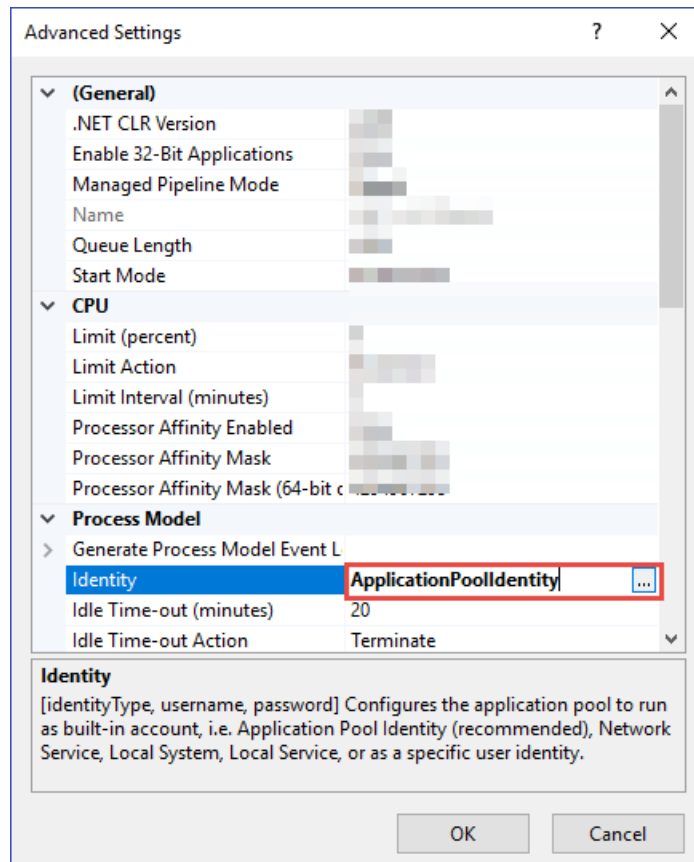 Advanced Settings
(General)
.NET CLR Version
Enable 32-Bit Applications
Managed Pipeline Mode
Name
Queue Length
Start Mode
CPU
Limit (percent)
Limit Action
Limit Interval (minutes)
Processor Affinity Enabled
Processor Affinity Mask
Processor Affinity Mask (64-bit
Process Model
Generate Process Model Event
Identity ApplicationPoolIdentity ...
Idle Time-out (minutes) 20
Idle Time-out Action Terminate
Identity
[identityType, username, password] Configures the application pool to run
as built-in account, i.e. Application Pool Identity (recommended), Network
Service, Local System, Local Service, or as a specific user identity.
OK Cancel